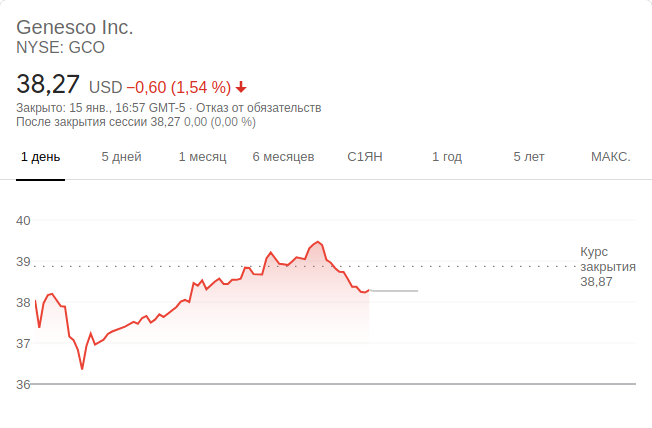 Genesco Inc.
NYSE: GCO
38,27 USD −0,60 (1,54 %)
Закрыто: 15 янв., 16:57 GMT-5 · Отказ от обязательств
После закрытия сессии 38,27 0,00 (0,00 %)
1 день 5 дней 1 месяц 6 месяцев С1ЯН 1 год 5 лет МАКС.
40
39
38
37
36
Курс
закрытия
38,87